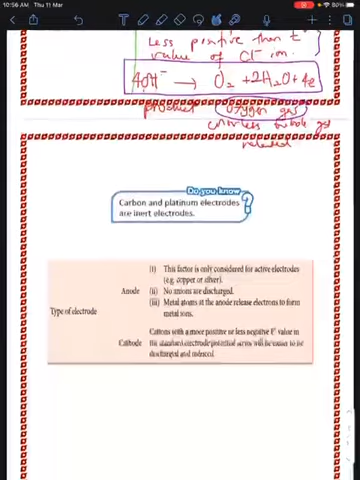 10:56 AM Thu 11 Mar
80%
Less positive than E°
value of Cl⁻ ion.
4OH⁻ → O₂ + 2H₂O + 4e
product oxygen gas
colourless bubble gas
released
Do you know
Carbon and platinum electrodes
are inert electrodes.
?
Type of electrode
Anode
(i) This factor is only considered for active electrodes
(e.g. copper or silver).
(ii) No anions are discharged.
(iii) Metal atoms at the anode release electrons to form
metal ions.
Cathode
Cations with a more positive or less negative E° value in
the standard electrode potential series will be easier to be
discharged and reduced.